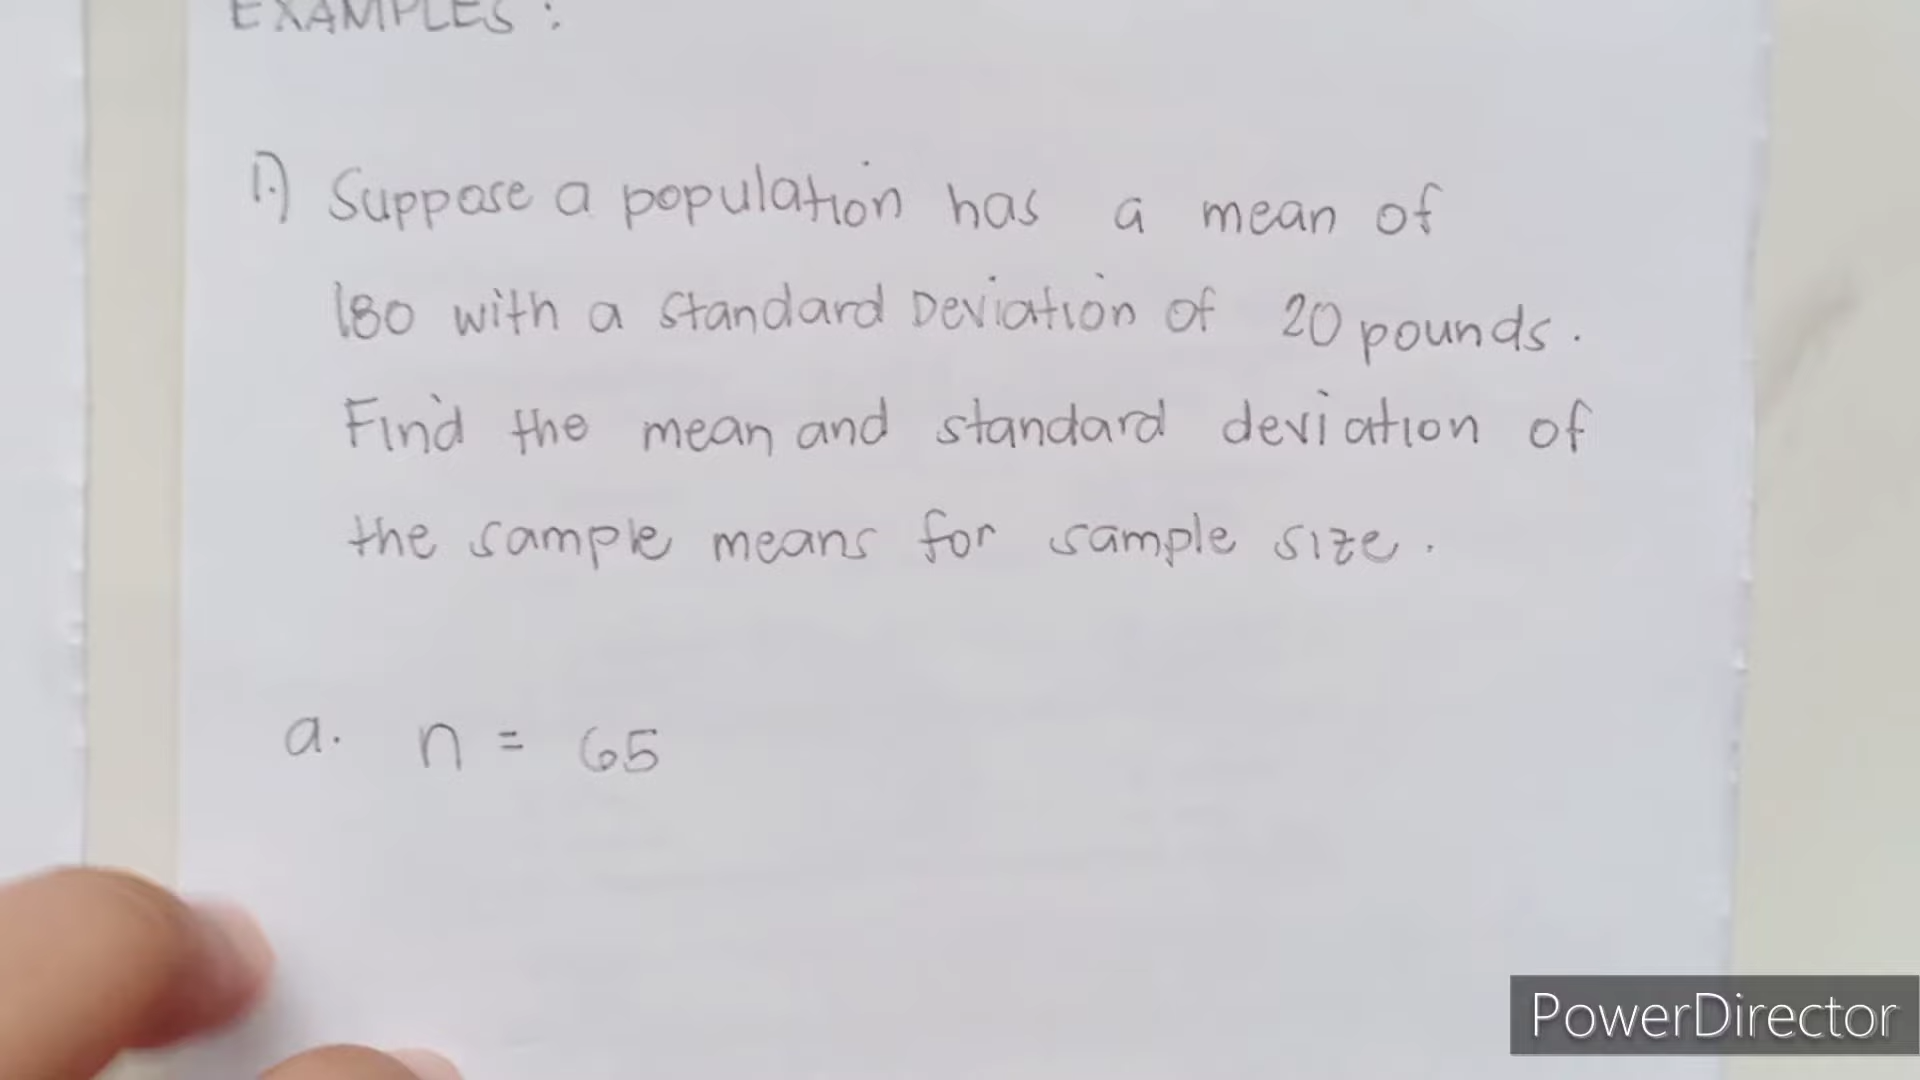 EXAMPLES :
1.) Suppose a population has a mean of
180 with a Standard Deviation of 20 pounds.
Find the mean and standard deviation of
the sample means for sample size.
a. n = 65
PowerDirector